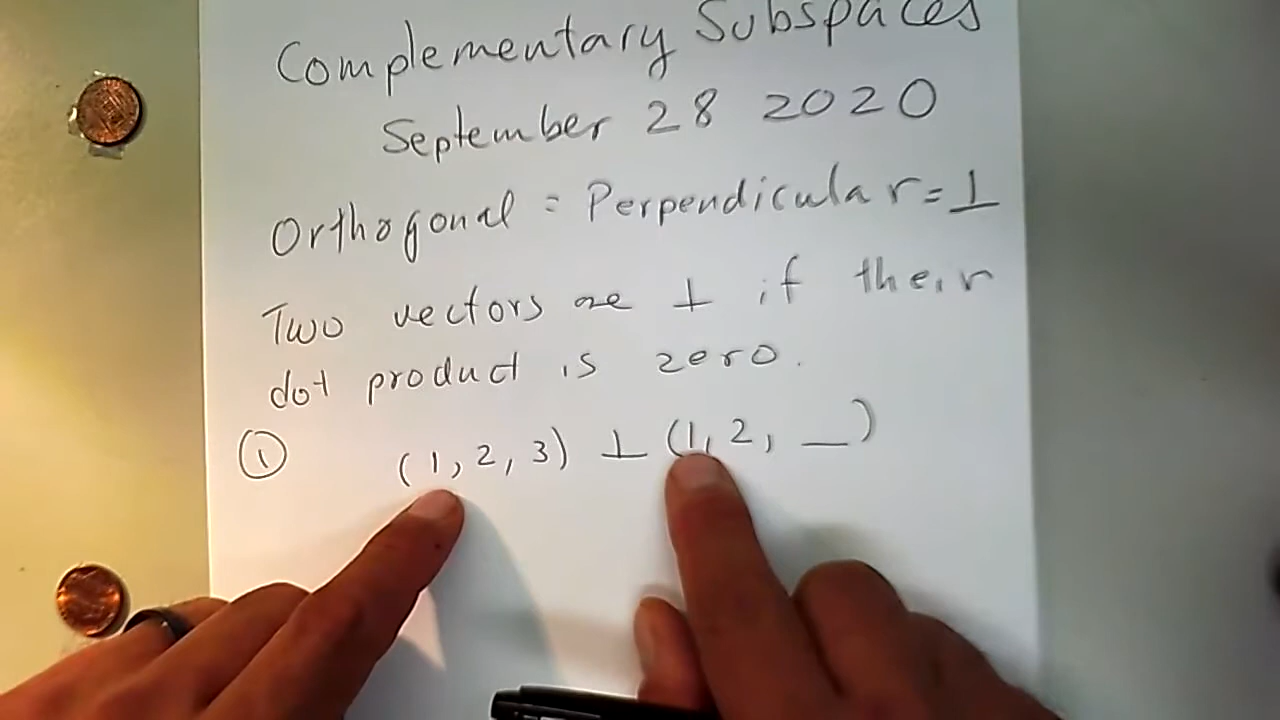 Complementary Subspaces
September 28 2020
Orthogonal = Perpendicular = ⊥
Two vectors are ⊥ if their
dot product is zero.
① (1, 2, 3) ⊥ (1, 2, _)